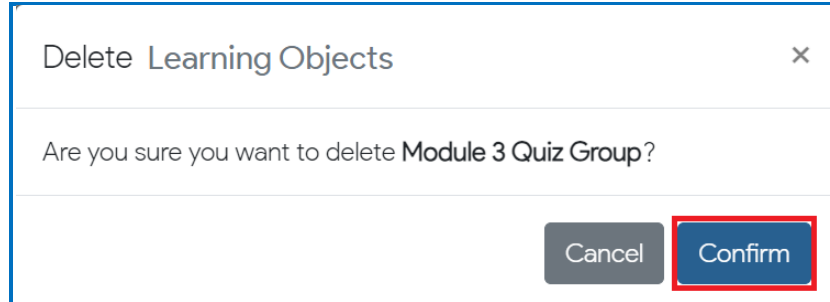 Delete Learning Objects ×
Are you sure you want to delete Module 3 Quiz Group?
Cancel Confirm